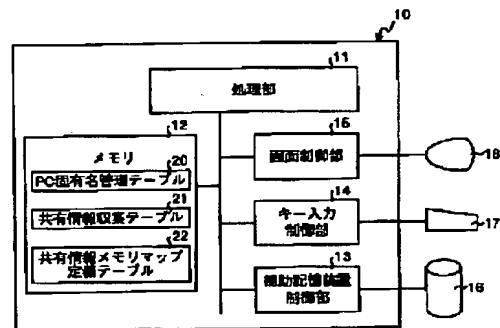 10
11
処理部
12
メモリ
20
PC固有名管理テーブル
21
共有情報収集テーブル
22
共有情報メモリマップ
定義テーブル
15
画面制御部
18
14
キー入力
制御部
17
13
補助記憶装置
制御部
16